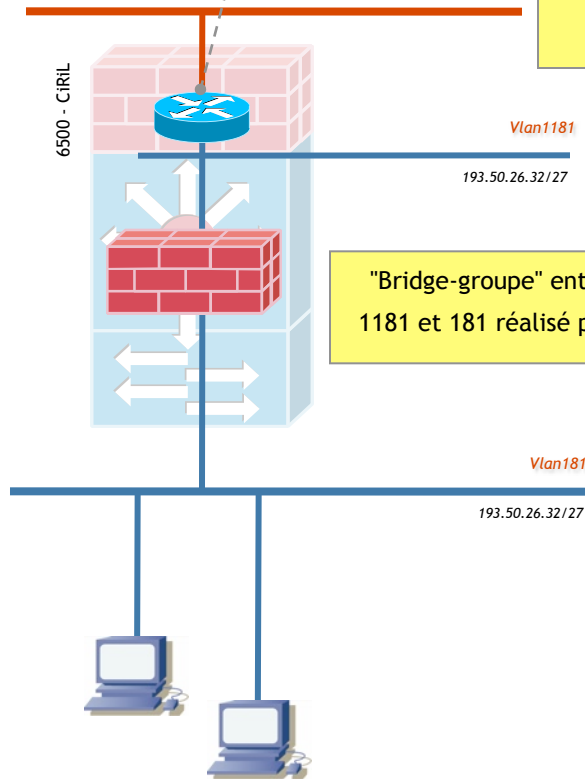 6500 - CiRiL
Vlan1181
193.50.26.32/27
"Bridge-groupe" ent
1181 et 181 réalisé p
Vlan181
193.50.26.32/27